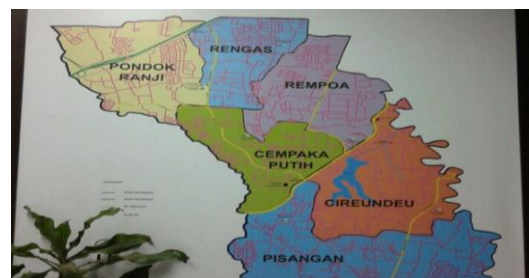 RENGAS
PONDOK
RANJI
REMPOA
CEMPAKA
PUTIH
CIREUNDEU
PISANGAN